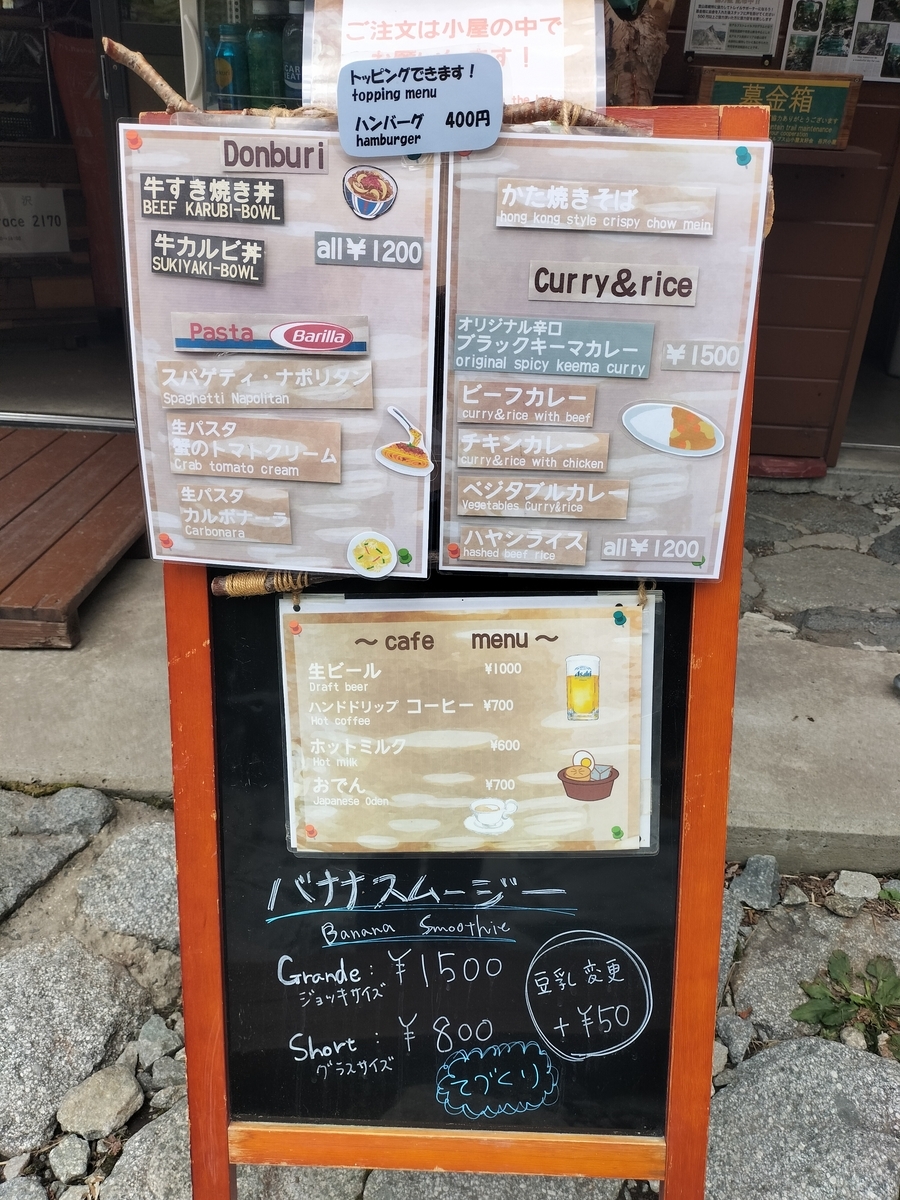 ご注文は小屋の中で
トッピングできます!
topping menu
ハンバーグ 400円
hamburger
募金箱
Donburi
牛すき焼き丼
BEEF KARUBI-BOWL
牛カルビ丼
SUKIYAKI-BOWL
all¥1200
Pasta Barilla
スパゲティ・ナポリタン
Spaghetti Napolitan
生パスタ
蟹のトマトクリーム
Crab tomato cream
生パスタ
カルボナーラ
Carbonara
かた焼きそば
hong kong style crispy chow mein
Curry&rice
オリジナル辛口
ブラックキーマカレー
original spicy keema curry
¥1500
ビーフカレー
curry&rice with beef
チキンカレー
curry&rice with chicken
ベジタブルカレー
Vegetables Curry&rice
ハヤシライス
hashed beef rice
all¥1200
~cafe menu~
生ビール ¥1000
Draft beer
ハンドドリップ コーヒー ¥700
Hot coffee
ホットミルク ¥600
Hot milk
おでん ¥700
Japanese Oden
バナナスムージー
Banana Smoothie
Grande: ¥1500
ジョッキサイズ
豆乳変更
+¥50
Short: ¥800
グラスサイズ
てづくり